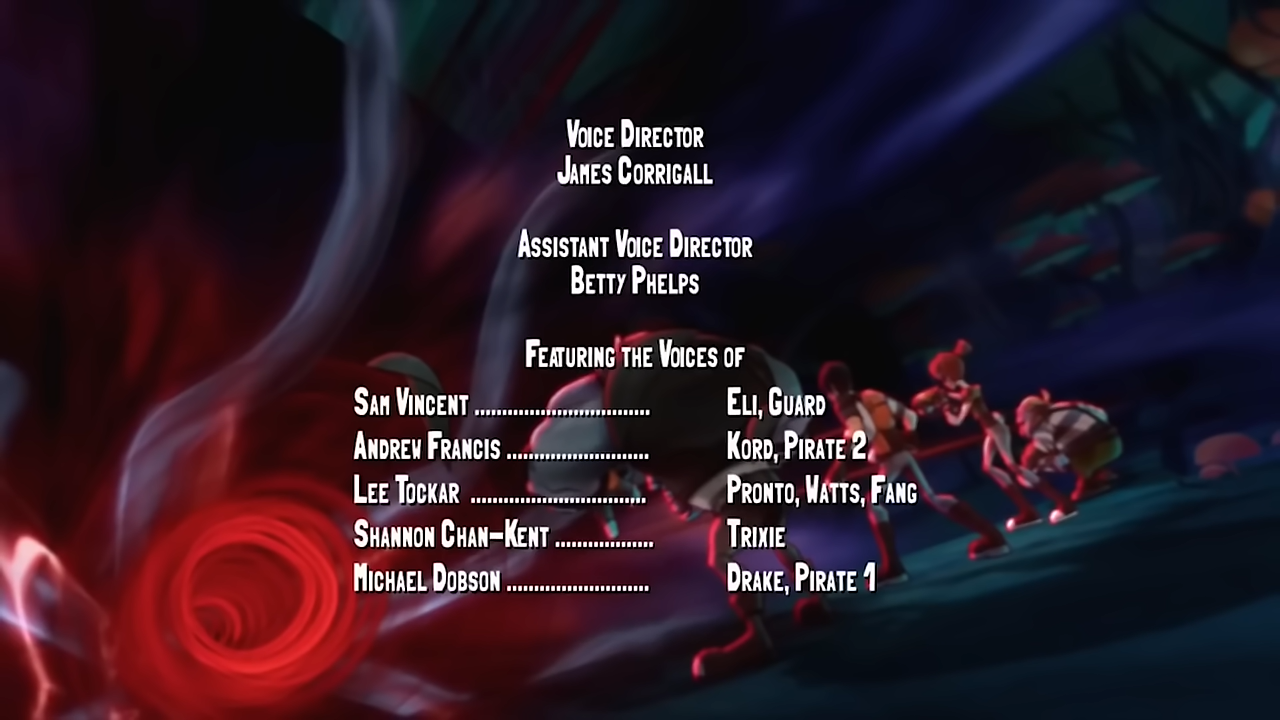 Voice Director
James Corrigall
Assistant Voice Director
Betty Phelps
Featuring the Voices of
Sam Vincent ................................ Eli, Guard
Andrew Francis .......................... Kord, Pirate 2
Lee Tockar ................................ Pronto, Watts, Fang
Shannon Chan-Kent .................. Trixie
Michael Dobson .......................... Drake, Pirate 1